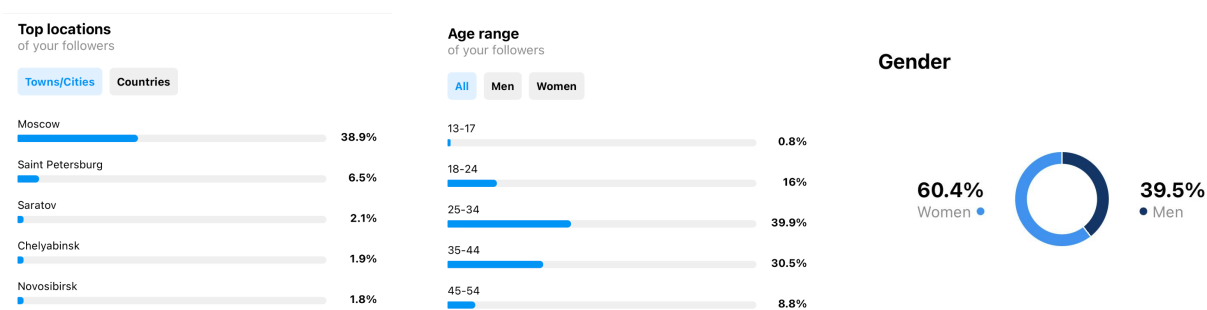 Top locations
of your followers
Towns/Cities Countries
Moscow
38.9%
Saint Petersburg
6.5%
Saratov
2.1%
Chelyabinsk
1.9%
Novosibirsk
1.8%
Age range
of your followers
All Men Women
13-17
0.8%
18-24
16%
25-34
39.9%
35-44
30.5%
45-54
8.8%
Gender
60.4%
Women
39.5%
Men